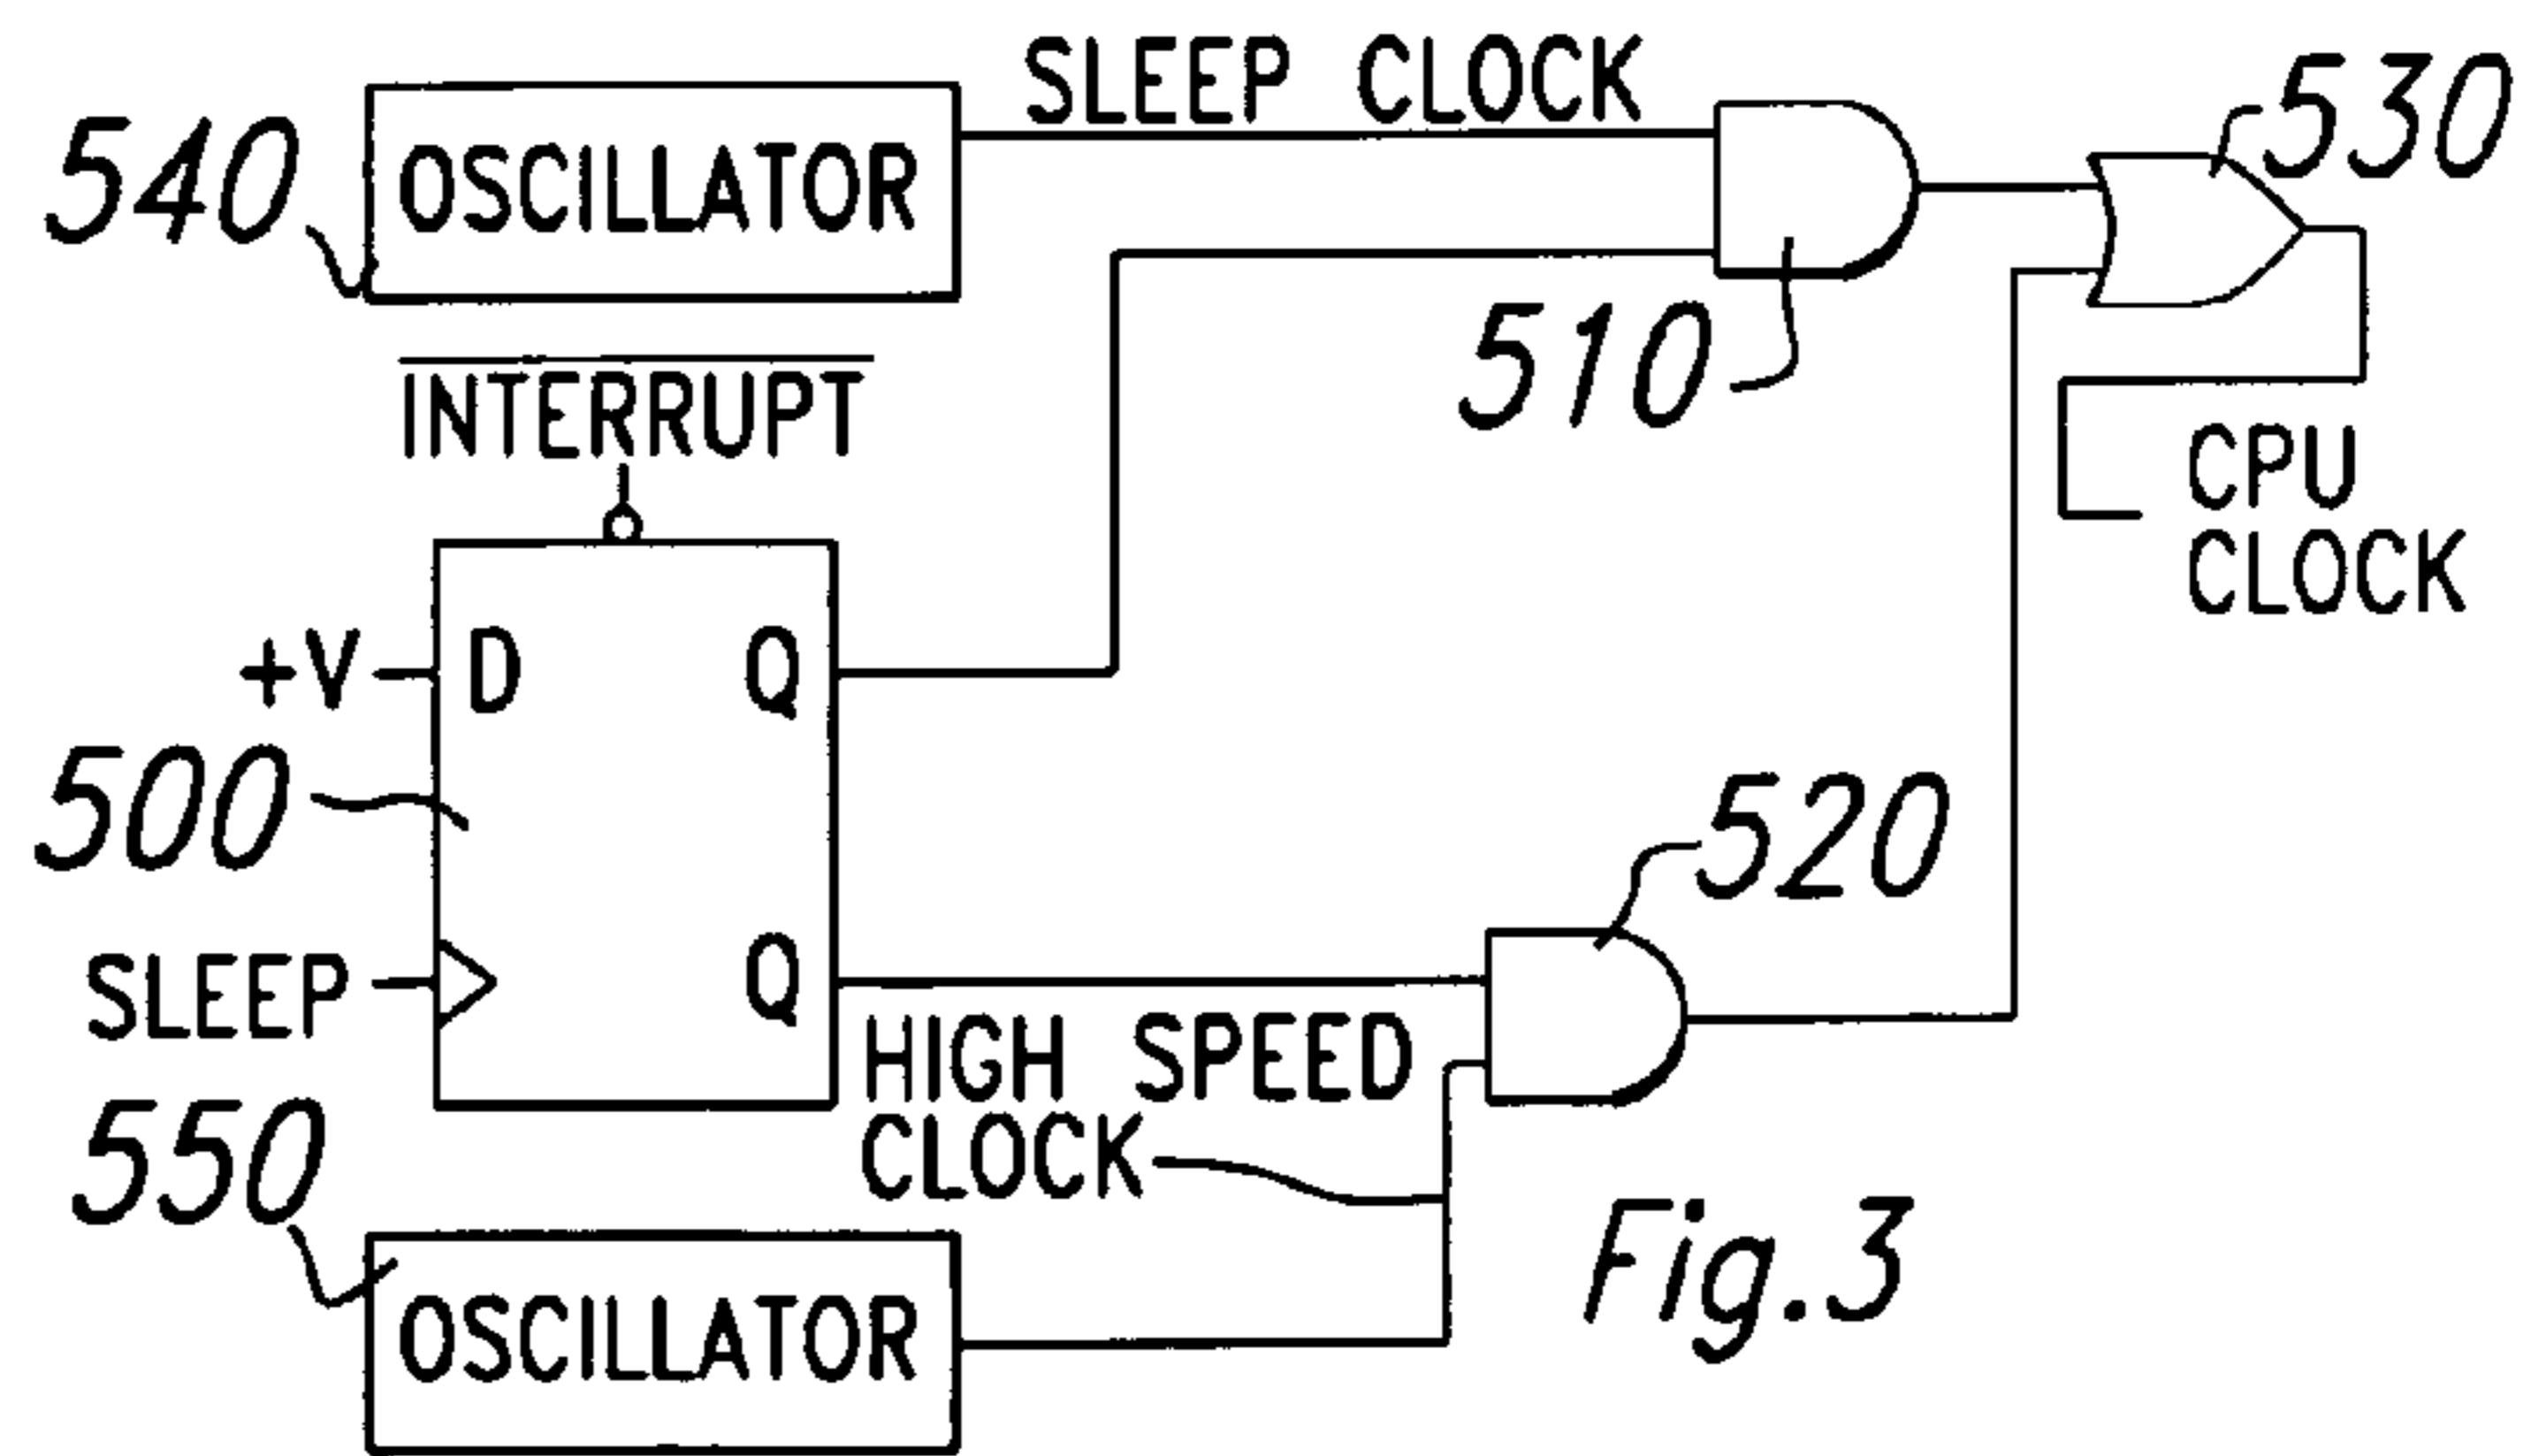 SLEEP CLOCK
530
540
OSCILLATOR
510
INTERRUPT
CPU
CLOCK
+V
D
Q
500
520
SLEEP
Q
HIGH SPEED
CLOCK
550
OSCILLATOR
Fig.3